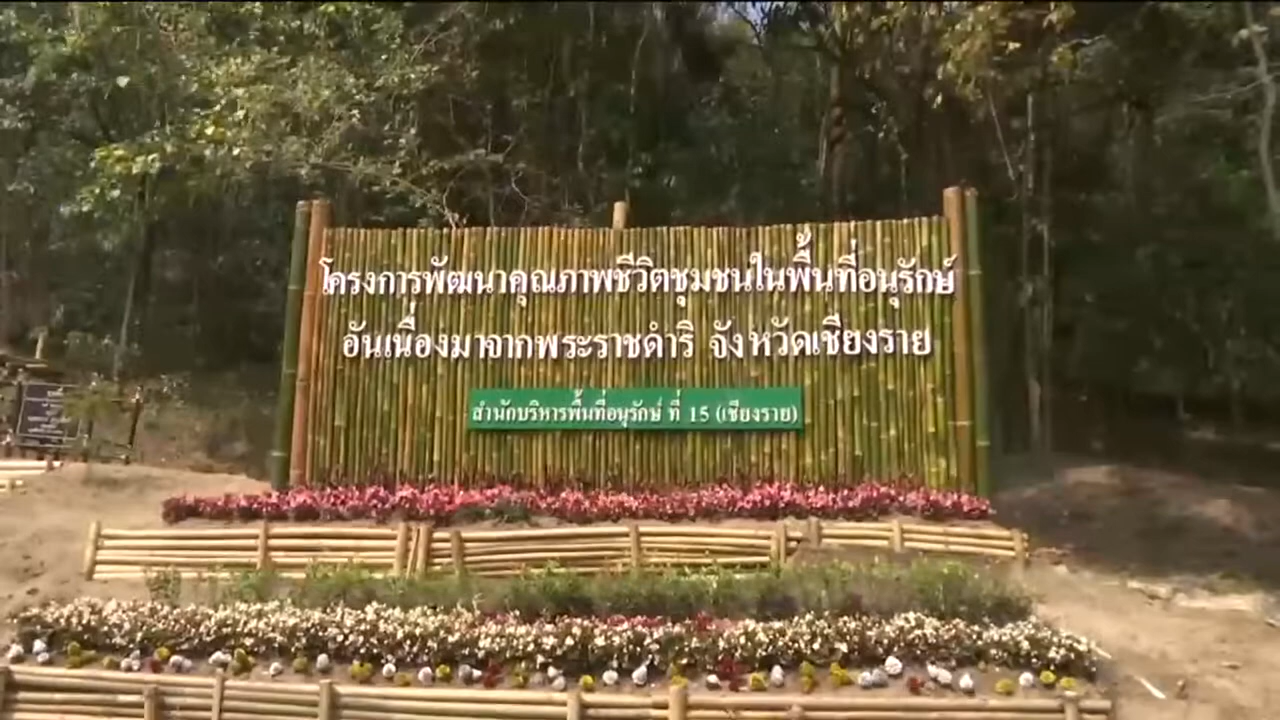 โครงการพัฒนาคุณภาพชีวิตชุมชนในพื้นที่อนุรักษ์
อันเนื่องมาจากพระราชดำริ จังหวัดเชียงราย
สำนักบริหารพื้นที่อนุรักษ์ ที่ 15 (เชียงราย)